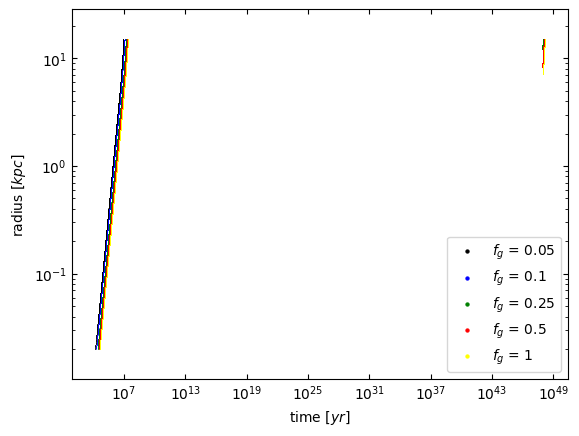 radius [kpc]
10¹
10⁰
10⁻¹
10⁷ 10¹³ 10¹⁹ 10²⁵ 10³¹ 10³⁷ 10⁴³ 10⁴⁹
time [yr]
f_g = 0.05
f_g = 0.1
f_g = 0.25
f_g = 0.5
f_g = 1